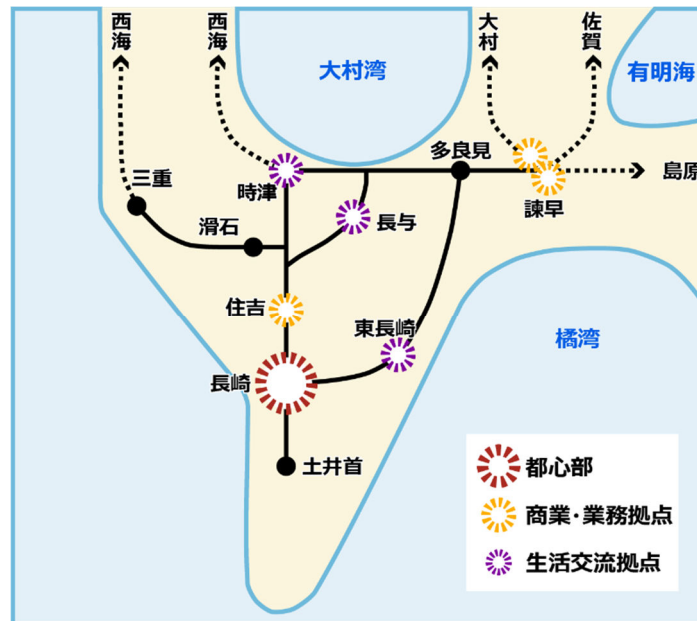 西海
西海
大村
佐賀
大村湾
有明海
多良見
三重
時津
諫早
島原
滑石
長与
住吉
東長崎
橘湾
長崎
土井首
都心部
商業・業務拠点
生活交流拠点